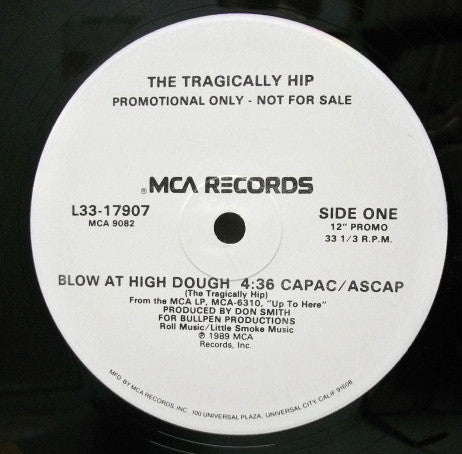 THE TRAGICALLY HIP
PROMOTIONAL ONLY - NOT FOR SALE
®MCA RECORDS
L33-17907
MCA 9082
SIDE ONE
12" PROMO
33 1/3 R.P.M.
BLOW AT HIGH DOUGH 4:36 CAPAC/ASCAP
(The Tragically Hip)
From the MCA LP, MCA-6310, "Up To Here"
PRODUCED BY DON SMITH
FOR BULLPEN PRODUCTIONS
Roll Music/Little Smoke Music
℗ 1989 MCA
Records, Inc.
MFG. BY MCA RECORDS, INC. 100 UNIVERSAL PLAZA, UNIVERSAL CITY, CALIF 91608